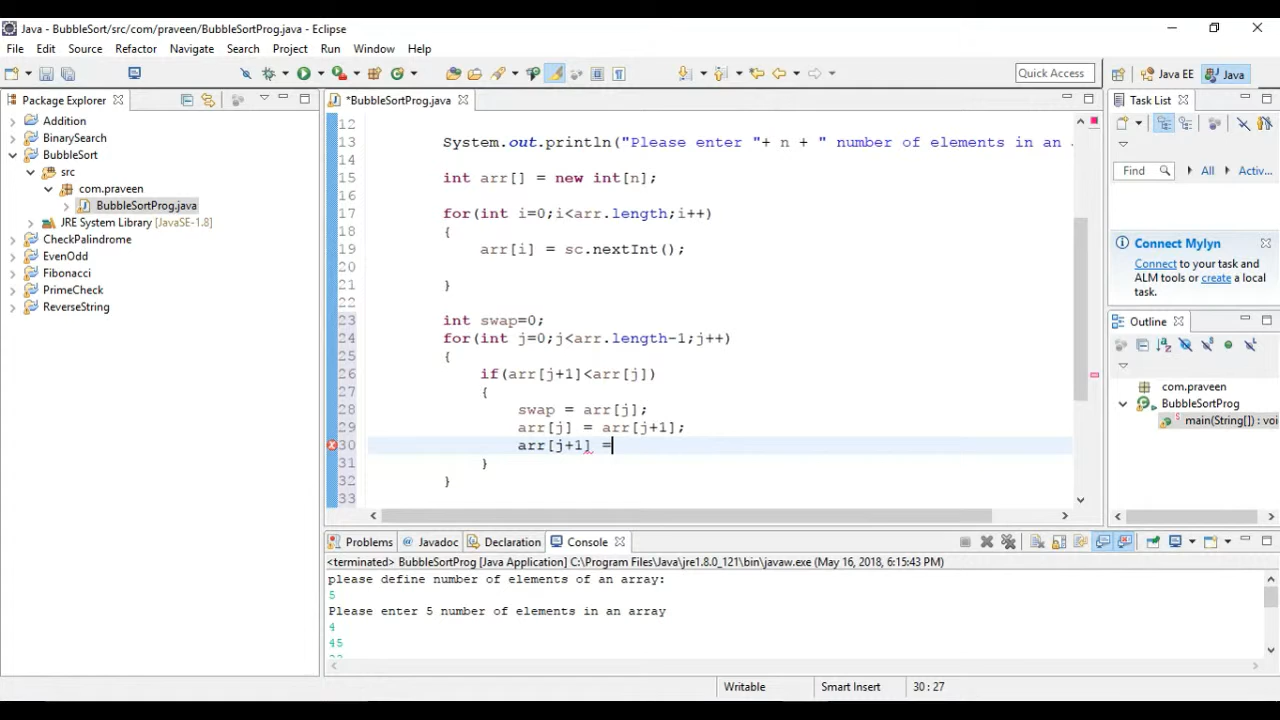 Java - BubbleSort/src/com/praveen/BubbleSortProg.java - Eclipse
File Edit Source Refactor Navigate Search Project Run Window Help
Quick Access Java EE Java
Package Explorer
Addition
BinarySearch
BubbleSort
src
com.praveen
BubbleSortProg.java
JRE System Library [JavaSE-1.8]
CheckPalindrome
EvenOdd
Fibonacci
PrimeCheck
ReverseString
*BubbleSortProg.java
12
13 System.out.println("Please enter "+ n + " number of elements in an
14
15 int arr[] = new int[n];
16
17 for(int i=0;i<arr.length;i++)
18 {
19 arr[i] = sc.nextInt();
20
21 }
22
23 int swap=0;
24 for(int j=0;j<arr.length-1;j++)
25 {
26 if(arr[j+1]<arr[j])
27 {
28 swap = arr[j];
29 arr[j] = arr[j+1];
30 arr[j+1] =
31 }
32 }
33
Task List
Find All Activ...
Connect Mylyn
Connect to your task and
ALM tools or create a local
task.
Outline
com.praveen
BubbleSortProg
main(String[]) : voi
Problems Javadoc Declaration Console
<terminated> BubbleSortProg [Java Application] C:\Program Files\Java\jre1.8.0_121\bin\javaw.exe (May 16, 2018, 6:15:43 PM)
please define number of elements of an array:
5
Please enter 5 number of elements in an array
4
45
Writable Smart Insert 30 : 27